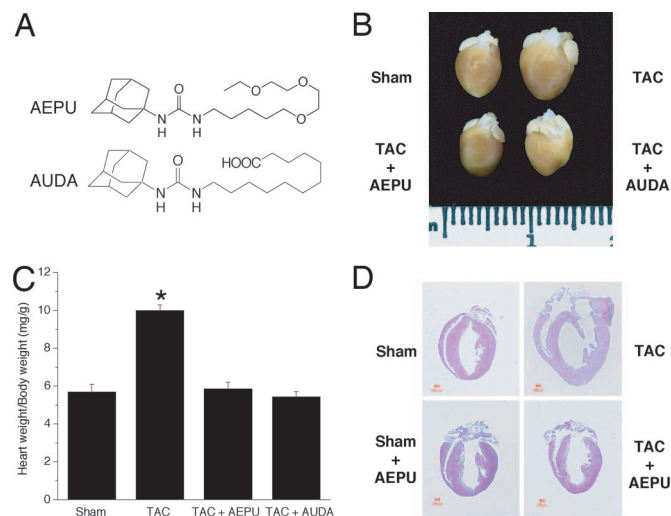 A
AEPU
O
N
H
N
H
O
O
O
AUDA
O
N
H
N
H
HOOC
B
Sham
TAC
TAC
+
AEPU
TAC
+
AUDA
1
C
Heart weight/Body weight (mg/g)
12
10
8
6
4
2
0
*
Sham
TAC
TAC + AEPU
TAC + AUDA
D
Sham
TAC
Sham
+
AEPU
TAC
+
AEPU